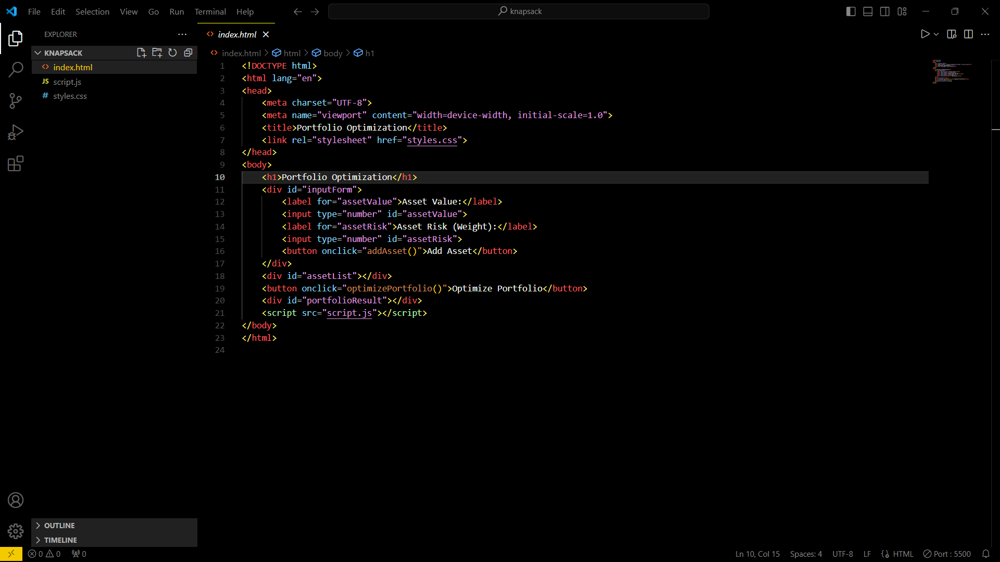 File Edit Selection View Go Run Terminal Help
knapsack
EXPLORER
KNAPSACK
index.html
JS script.js
# styles.css
index.html
index.html > html > body > h1
1 <!DOCTYPE html>
2 <html lang="en">
3 <head>
4 <meta charset="UTF-8">
5 <meta name="viewport" content="width=device-width, initial-scale=1.0">
6 <title>Portfolio Optimization</title>
7 <link rel="stylesheet" href="styles.css">
8 </head>
9 <body>
10 <h1>Portfolio Optimization</h1>
11 <div id="inputForm">
12 <label for="assetValue">Asset Value:</label>
13 <input type="number" id="assetValue">
14 <label for="assetRisk">Asset Risk (Weight):</label>
15 <input type="number" id="assetRisk">
16 <button onclick="addAsset()">Add Asset</button>
17 </div>
18 <div id="assetList"></div>
19 <button onclick="optimizePortfolio()">Optimize Portfolio</button>
20 <div id="portfolioResult"></div>
21 <script src="script.js"></script>
22 </body>
23 </html>
24
OUTLINE
TIMELINE
0 0 0
Ln 10, Col 15 Spaces: 4 UTF-8 LF HTML Port : 5500